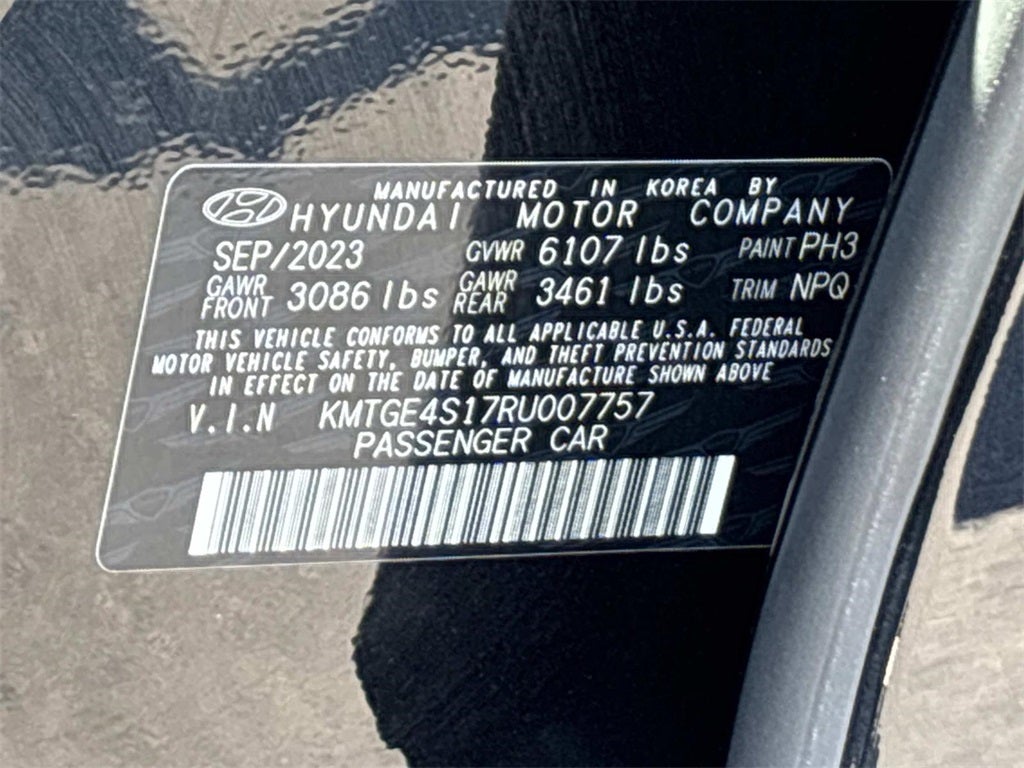 MANUFACTURED IN KOREA BY
HYUNDAI MOTOR COMPANY
SEP/2023 GVWR 6107 lbs PAINT PH3
GAWR FRONT 3086 lbs GAWR REAR 3461 lbs TRIM NPQ
THIS VEHICLE CONFORMS TO ALL APPLICABLE U.S.A. FEDERAL
MOTOR VEHICLE SAFETY, BUMPER, AND THEFT PREVENTION STANDARDS
IN EFFECT ON THE DATE OF MANUFACTURE SHOWN ABOVE
V.I.N KMTGE4S17RU007757
PASSENGER CAR